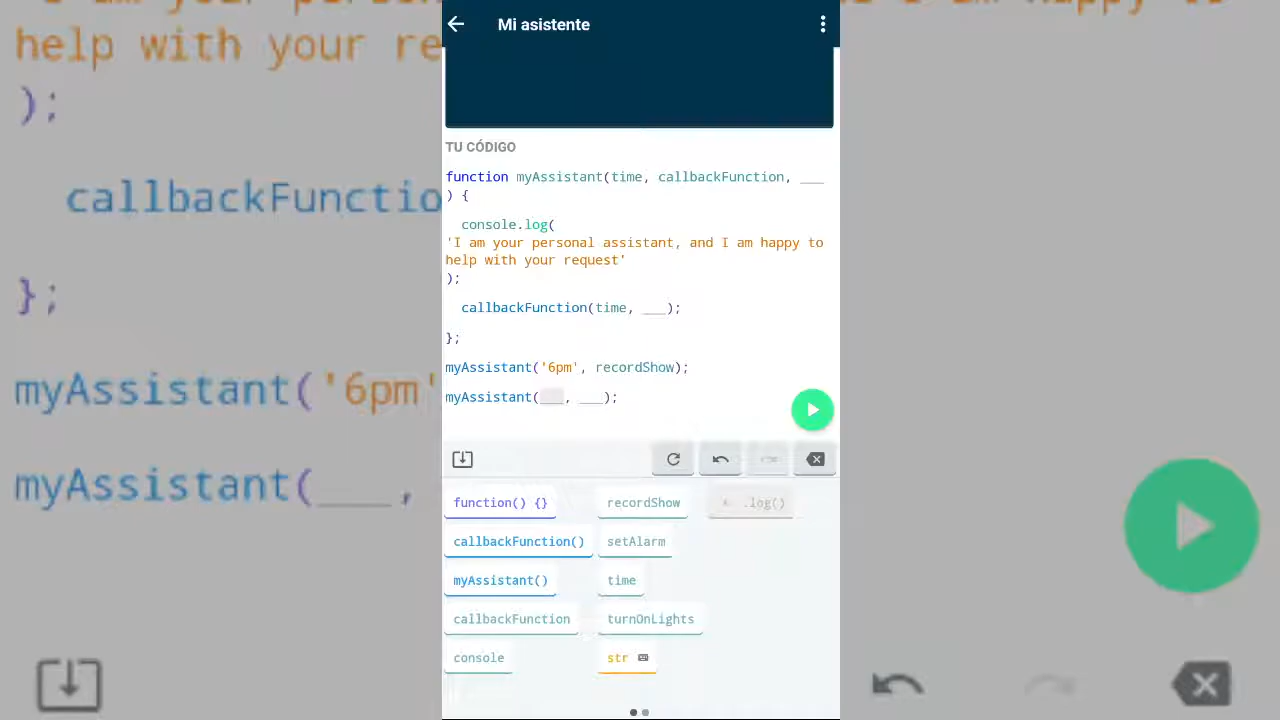 Mi asistente
TU CÓDIGO
function myAssistant(time, callbackFunction, ___
) {
console.log(
'I am your personal assistant, and I am happy to
help with your request'
);
callbackFunction(time, ___);
};
myAssistant('6pm', recordShow);
myAssistant(___, ___);
function() {}
recordShow
.log()
callbackFunction()
setAlarm
myAssistant()
time
callbackFunction
turnOnLights
console
str
help with your re
);
callbackFunctio
};
myAssistant('6pm'
myAssistant(___,